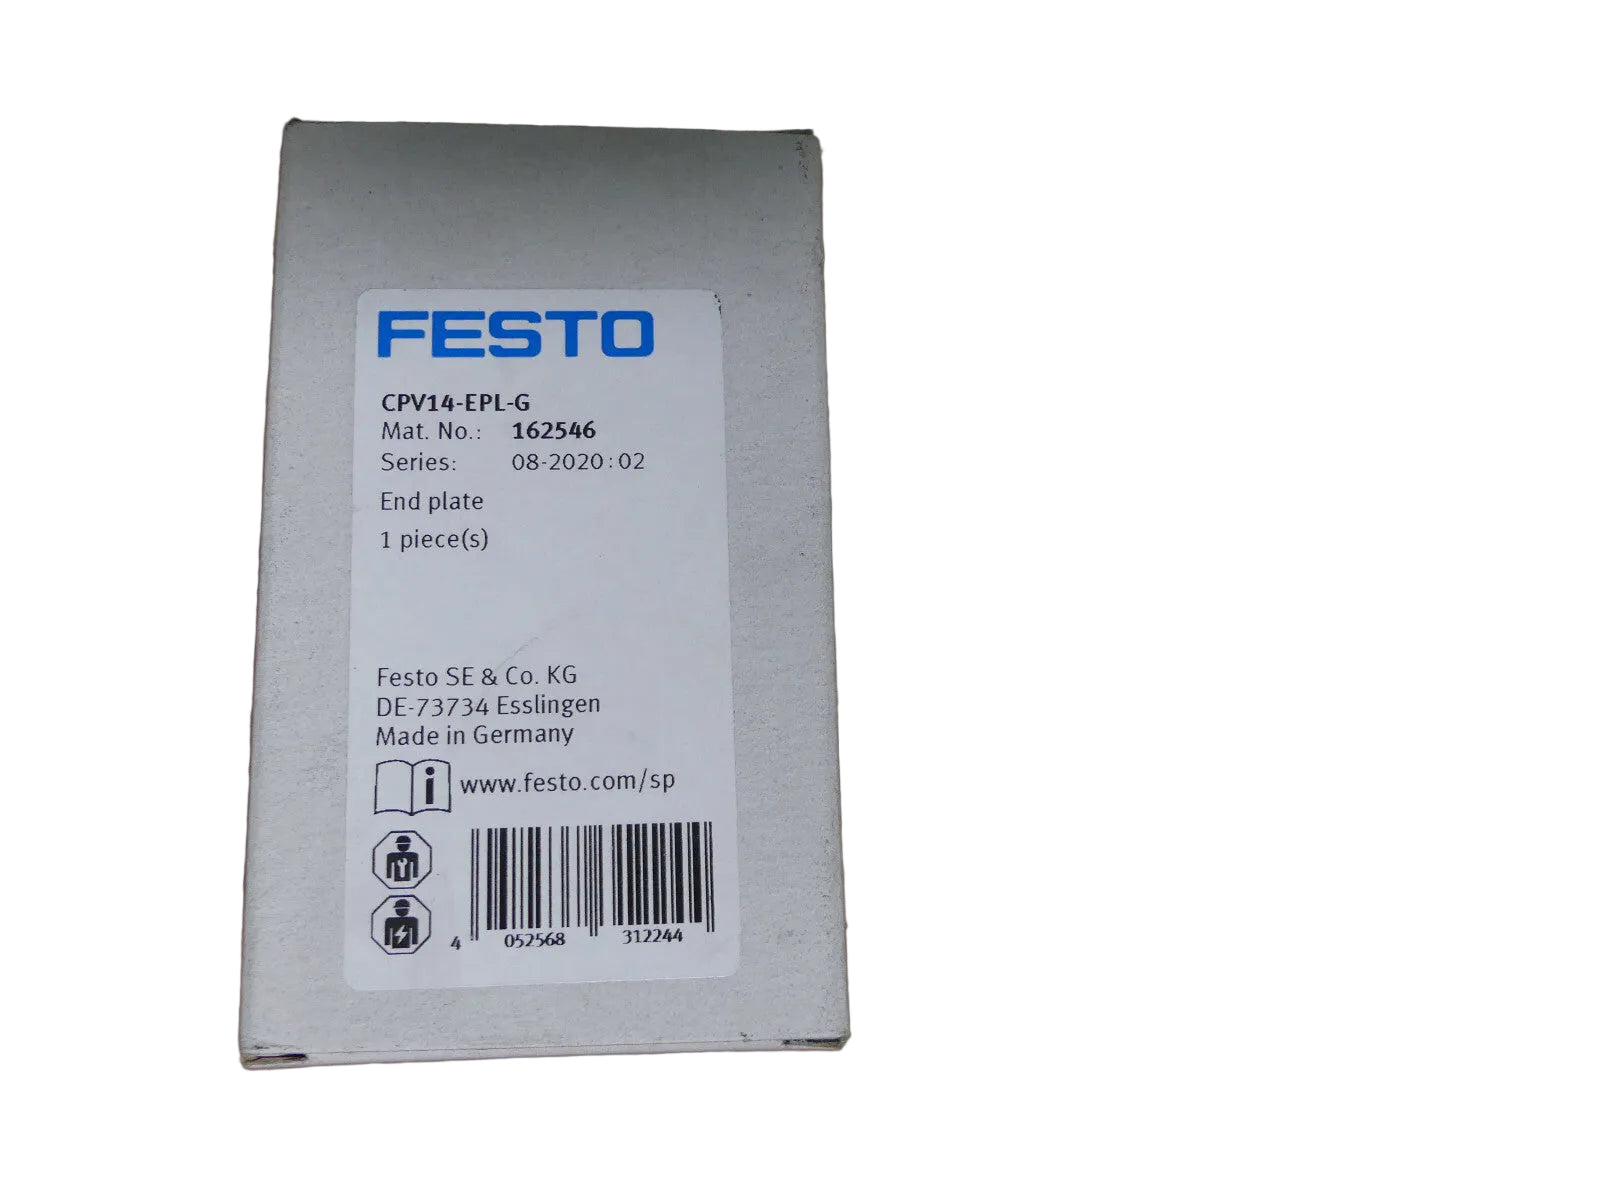 FESTO
CPV14-EPL-G
Mat. No.: 162546
Series: 08-2020:02
End plate
1 piece(s)
Festo SE & Co. KG
DE-73734 Esslingen
Made in Germany
i www.festo.com/sp
4 052568 312244